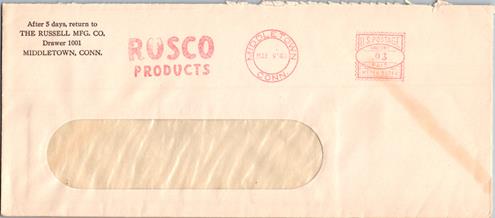 After 5 days, return to
THE RUSSELL MFG. CO.
Drawer 1001
MIDDLETOWN, CONN.
ROSCO
PRODUCTS
MIDDLETOWN
CONN.
U.S. POSTAGE
.03